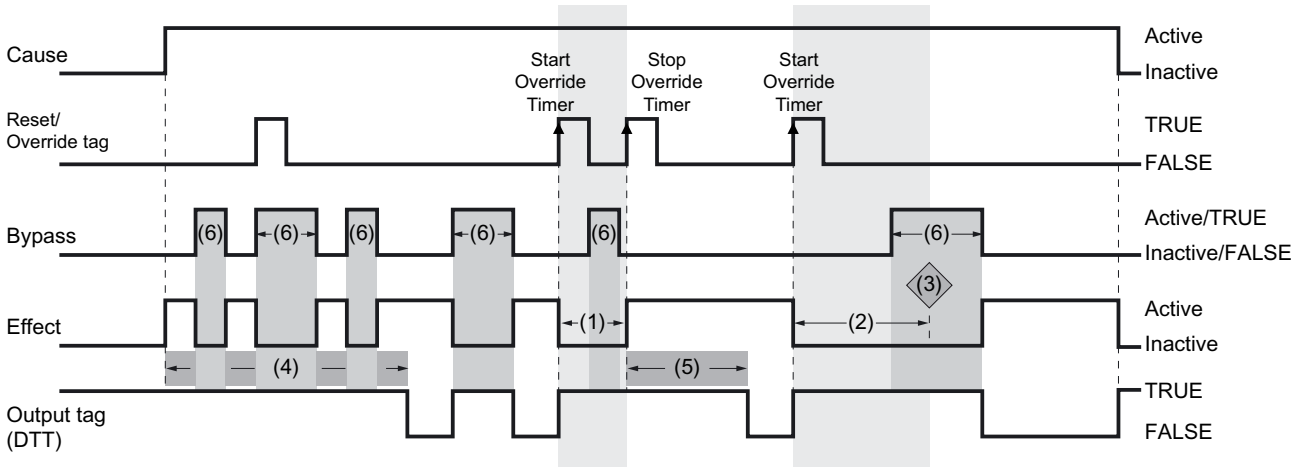 Cause
Active
Inactive
Start
Override
Timer
Stop
Override
Timer
Start
Override
Timer
Reset/
Override tag
TRUE
FALSE
Bypass
(6)
(6)
(6)
(6)
(6)
(6)
Active/TRUE
Inactive/FALSE
(3)
Effect
(1)
(2)
Active
Inactive
(4)
(5)
Output tag
(DTT)
TRUE
FALSE